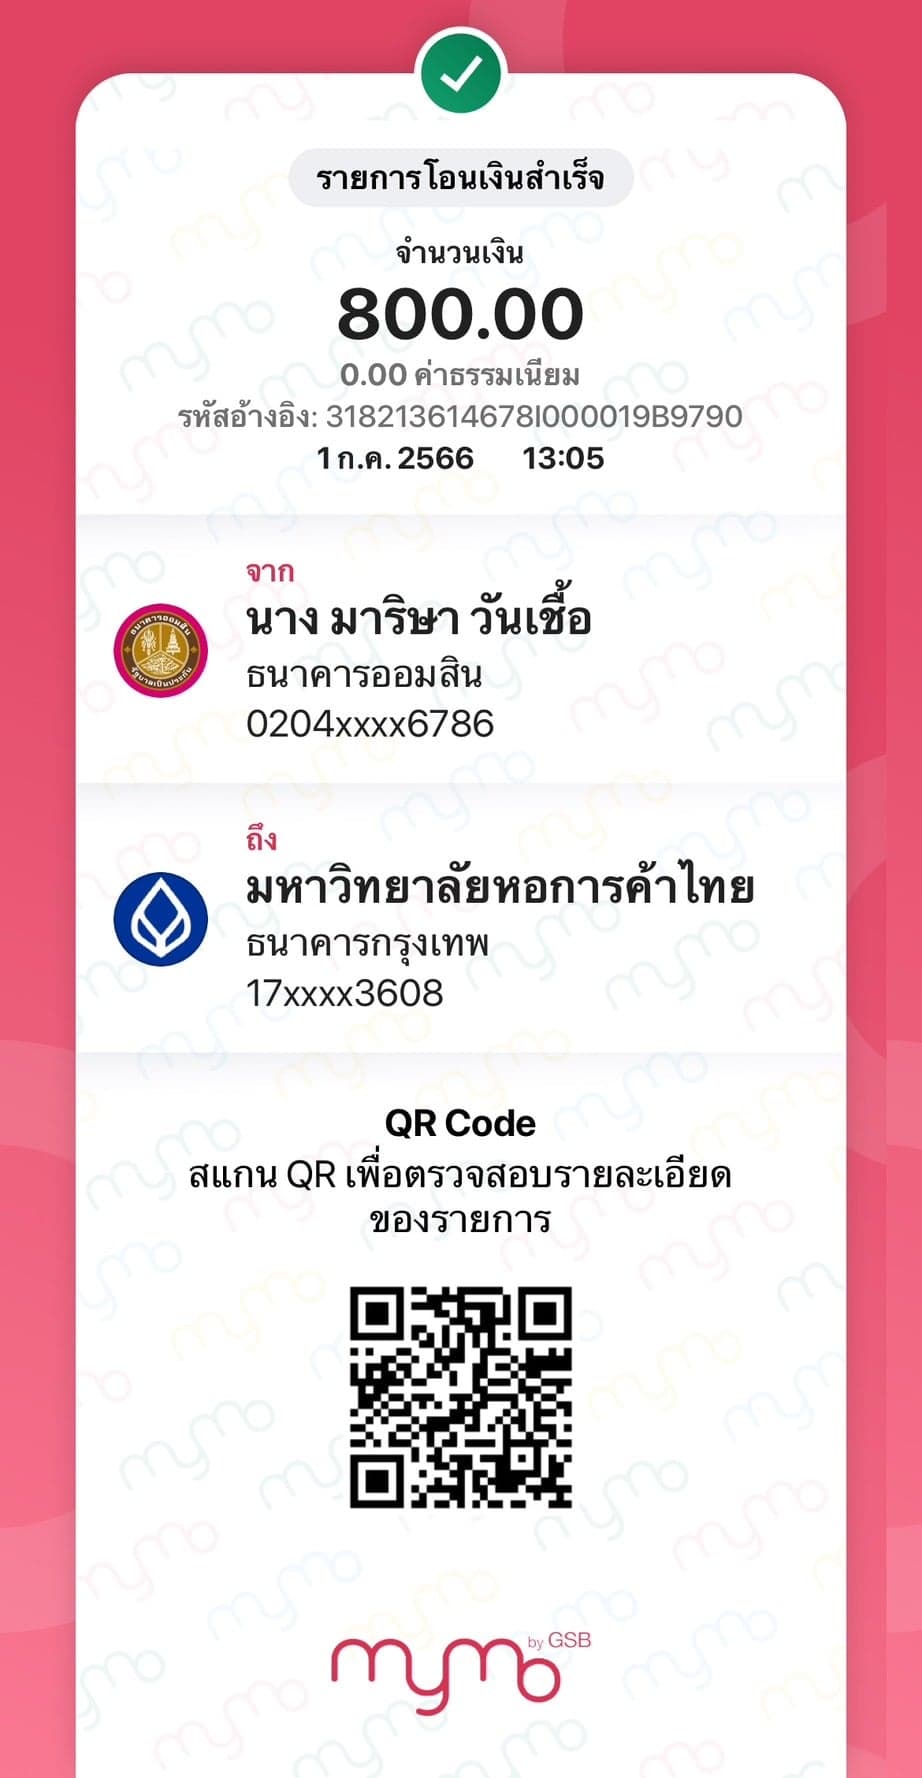 รายการโอนเงินสำเร็จ
จำนวนเงิน
800.00
0.00 ค่าธรรมเนียม
รหัสอ้างอิง: 318213614678I000019B9790
1 ก.ค. 2566 13:05
จาก
นาง มาริษา วันเชื้อ
ธนาคารออมสิน
0204xxxx6786
ถึง
มหาวิทยาลัยหอการค้าไทย
ธนาคารกรุงเทพ
17xxxx3608
QR Code
สแกน QR เพื่อตรวจสอบรายละเอียด
ของรายการ
mymo by GSB